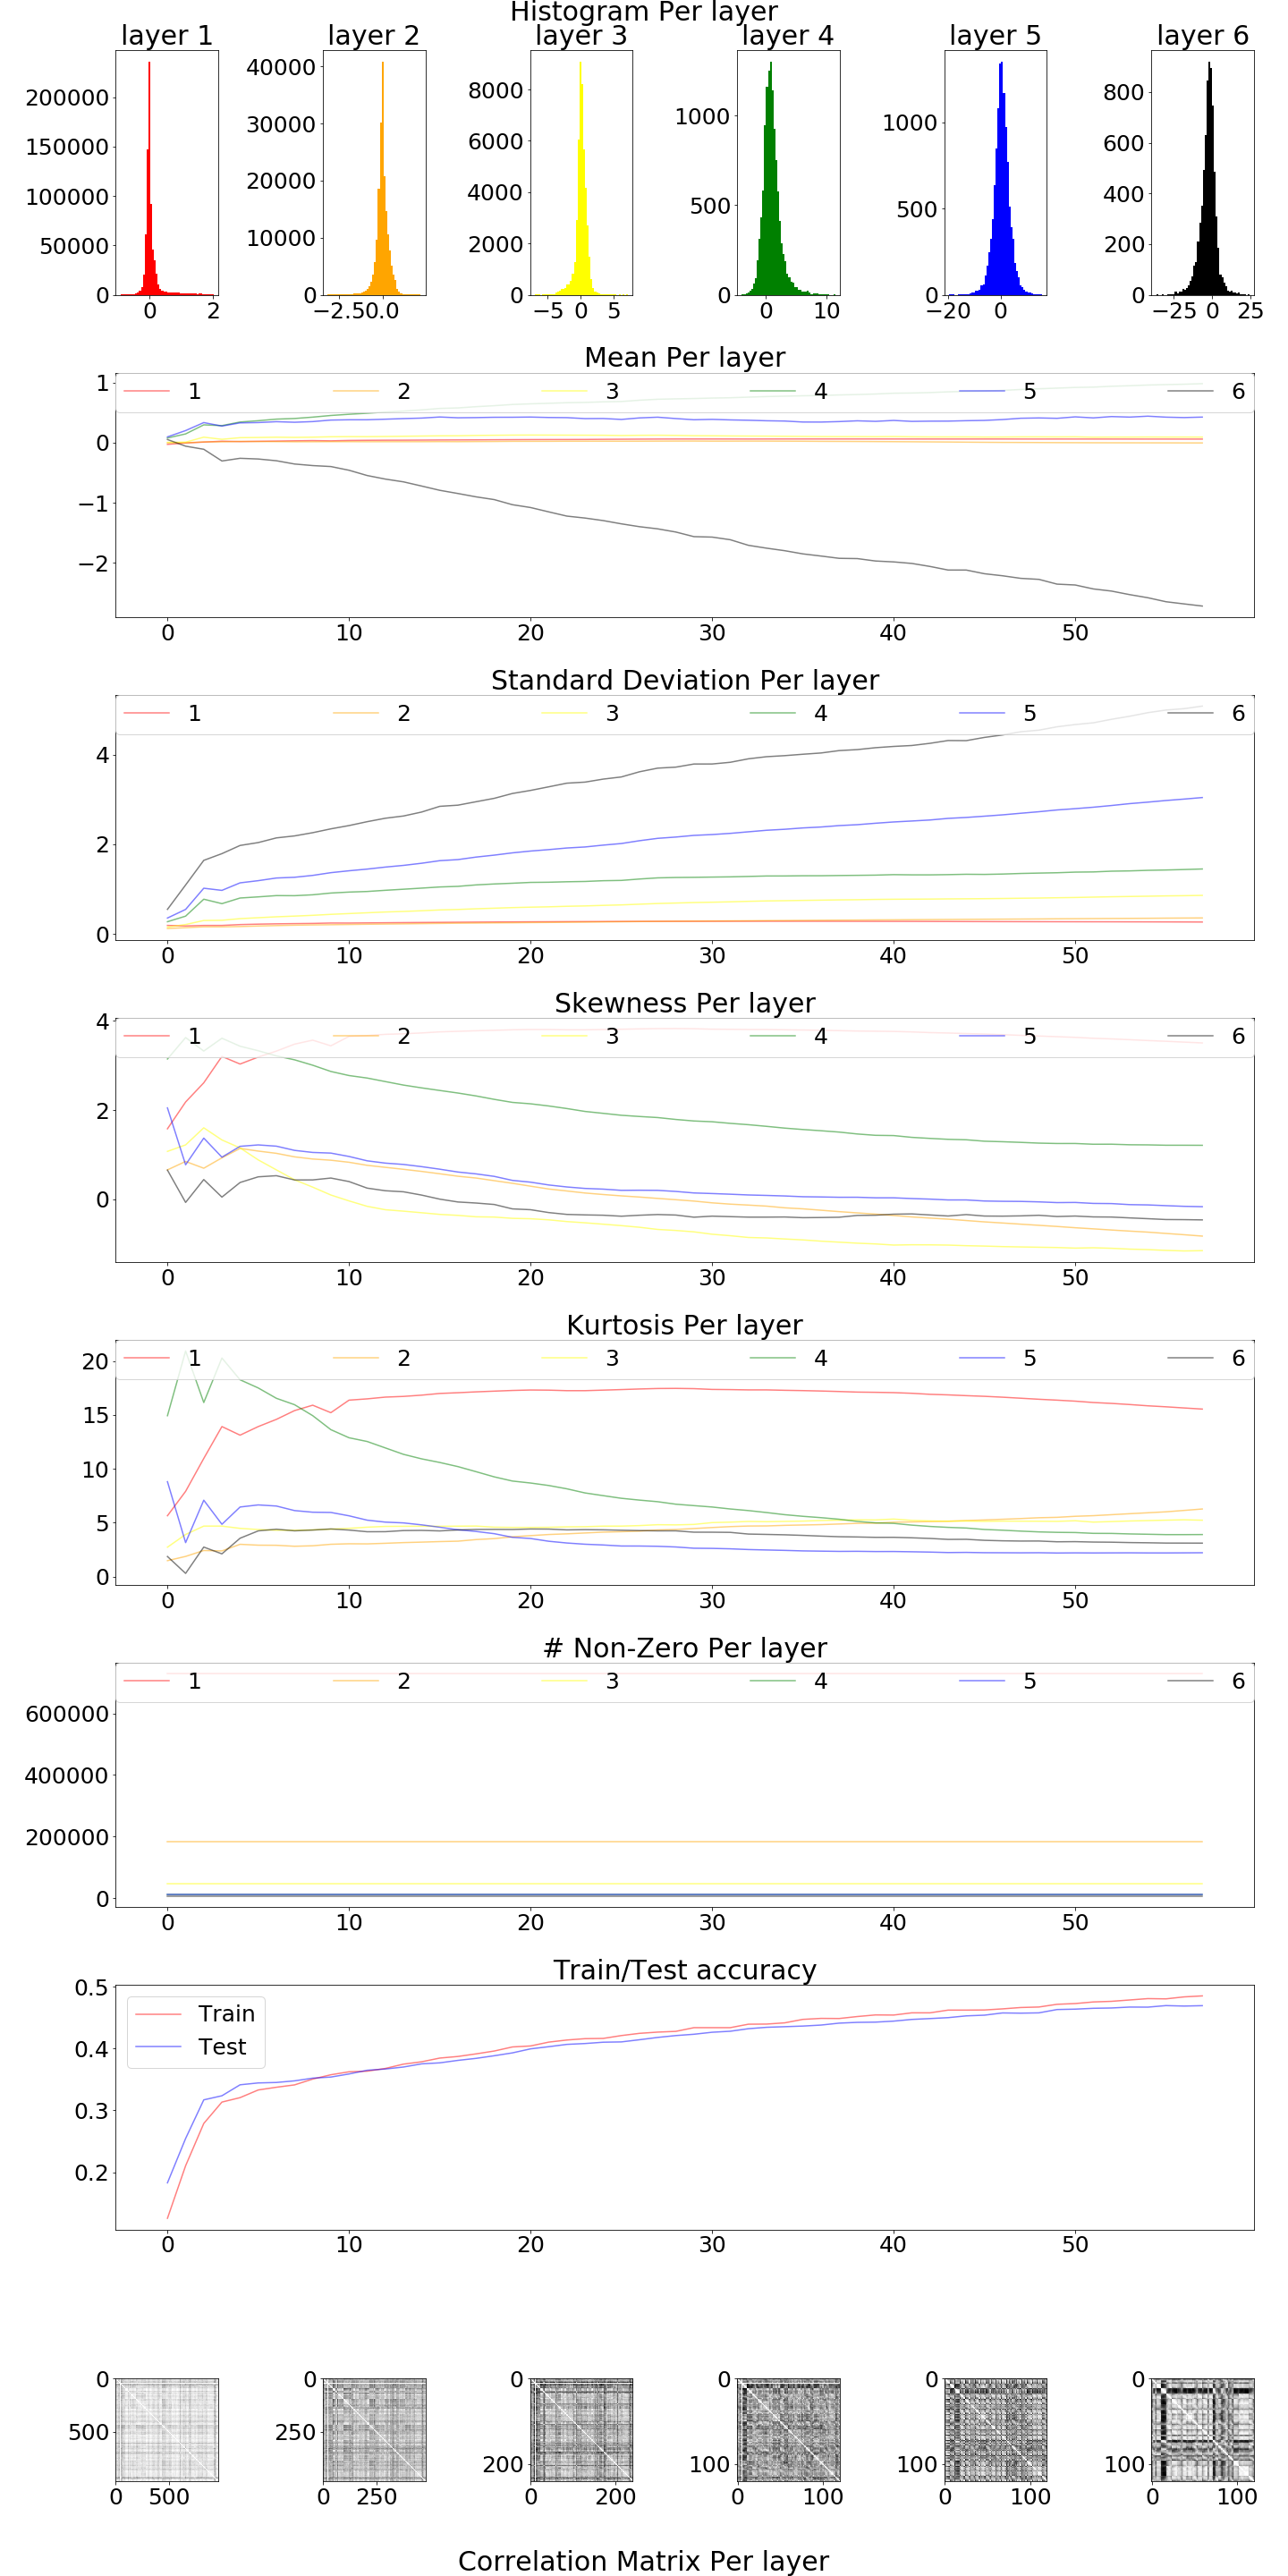 Histogram Per layer
layer 1 layer 2 layer 3 layer 4 layer 5 layer 6
200000
150000
100000
50000
0
0 2
40000
30000
20000
10000
0
−2.50.0
8000
6000
4000
2000
0
−5 0 5
1000
500
0
0 10
1000
500
0
−20 0
800
600
400
200
0
−25 0 25
Mean Per layer
1 2 3 4 5 6
1
0
−1
−2
0 10 20 30 40 50
Standard Deviation Per layer
1 2 3 4 5 6
4
2
0
0 10 20 30 40 50
Skewness Per layer
1 2 3 4 5 6
4
2
0
0 10 20 30 40 50
Kurtosis Per layer
1 2 3 4 5 6
20
15
10
5
0
0 10 20 30 40 50
# Non-Zero Per layer
1 2 3 4 5 6
600000
400000
200000
0
0 10 20 30 40 50
Train/Test accuracy
Train
Test
0.5
0.4
0.3
0.2
0 10 20 30 40 50
0
500
0 500
0
250
0 250
0
200
0 200
0
100
0 100
0
100
0 100
0
100
0 100
Correlation Matrix Per layer